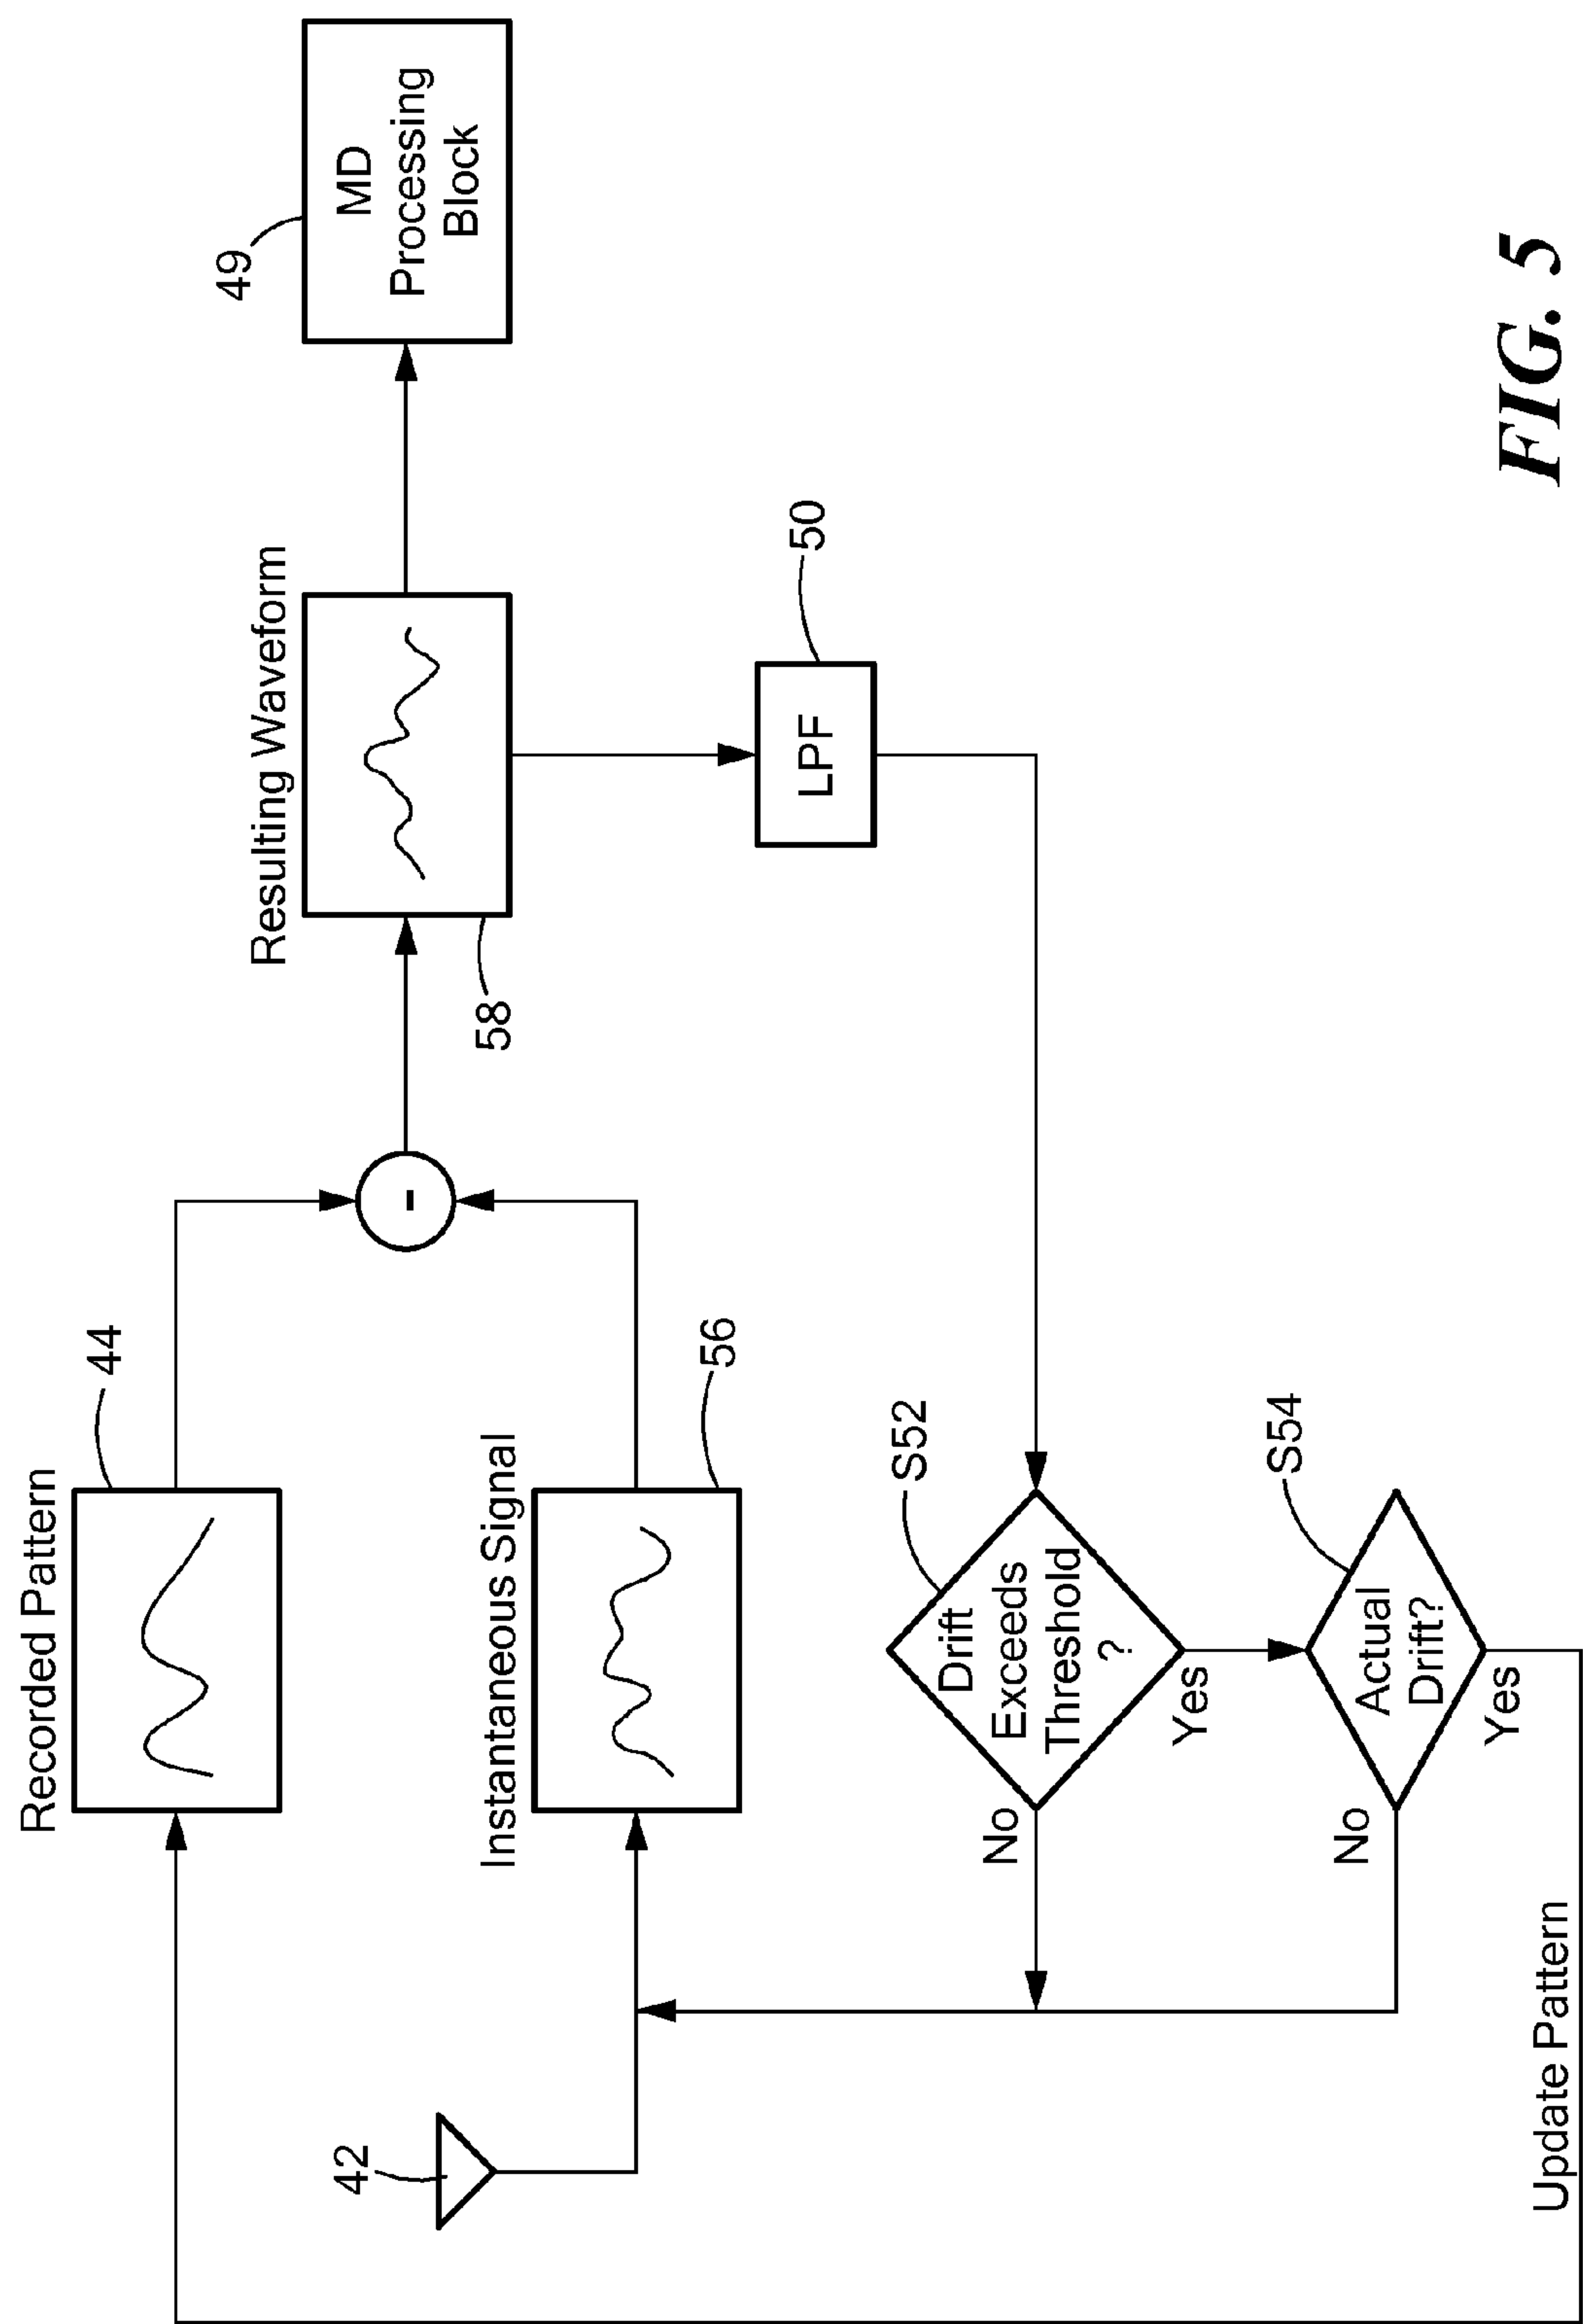 Recorded Pattern
44
Instantaneous Signal
56
42
-
Resulting Waveform
58
49
MD
Processing
Block
LPF
50
Drift
Exceeds
Threshold
?
S52
No
Yes
Actual
Drift?
S54
No
Yes
Update Pattern
FIG. 5